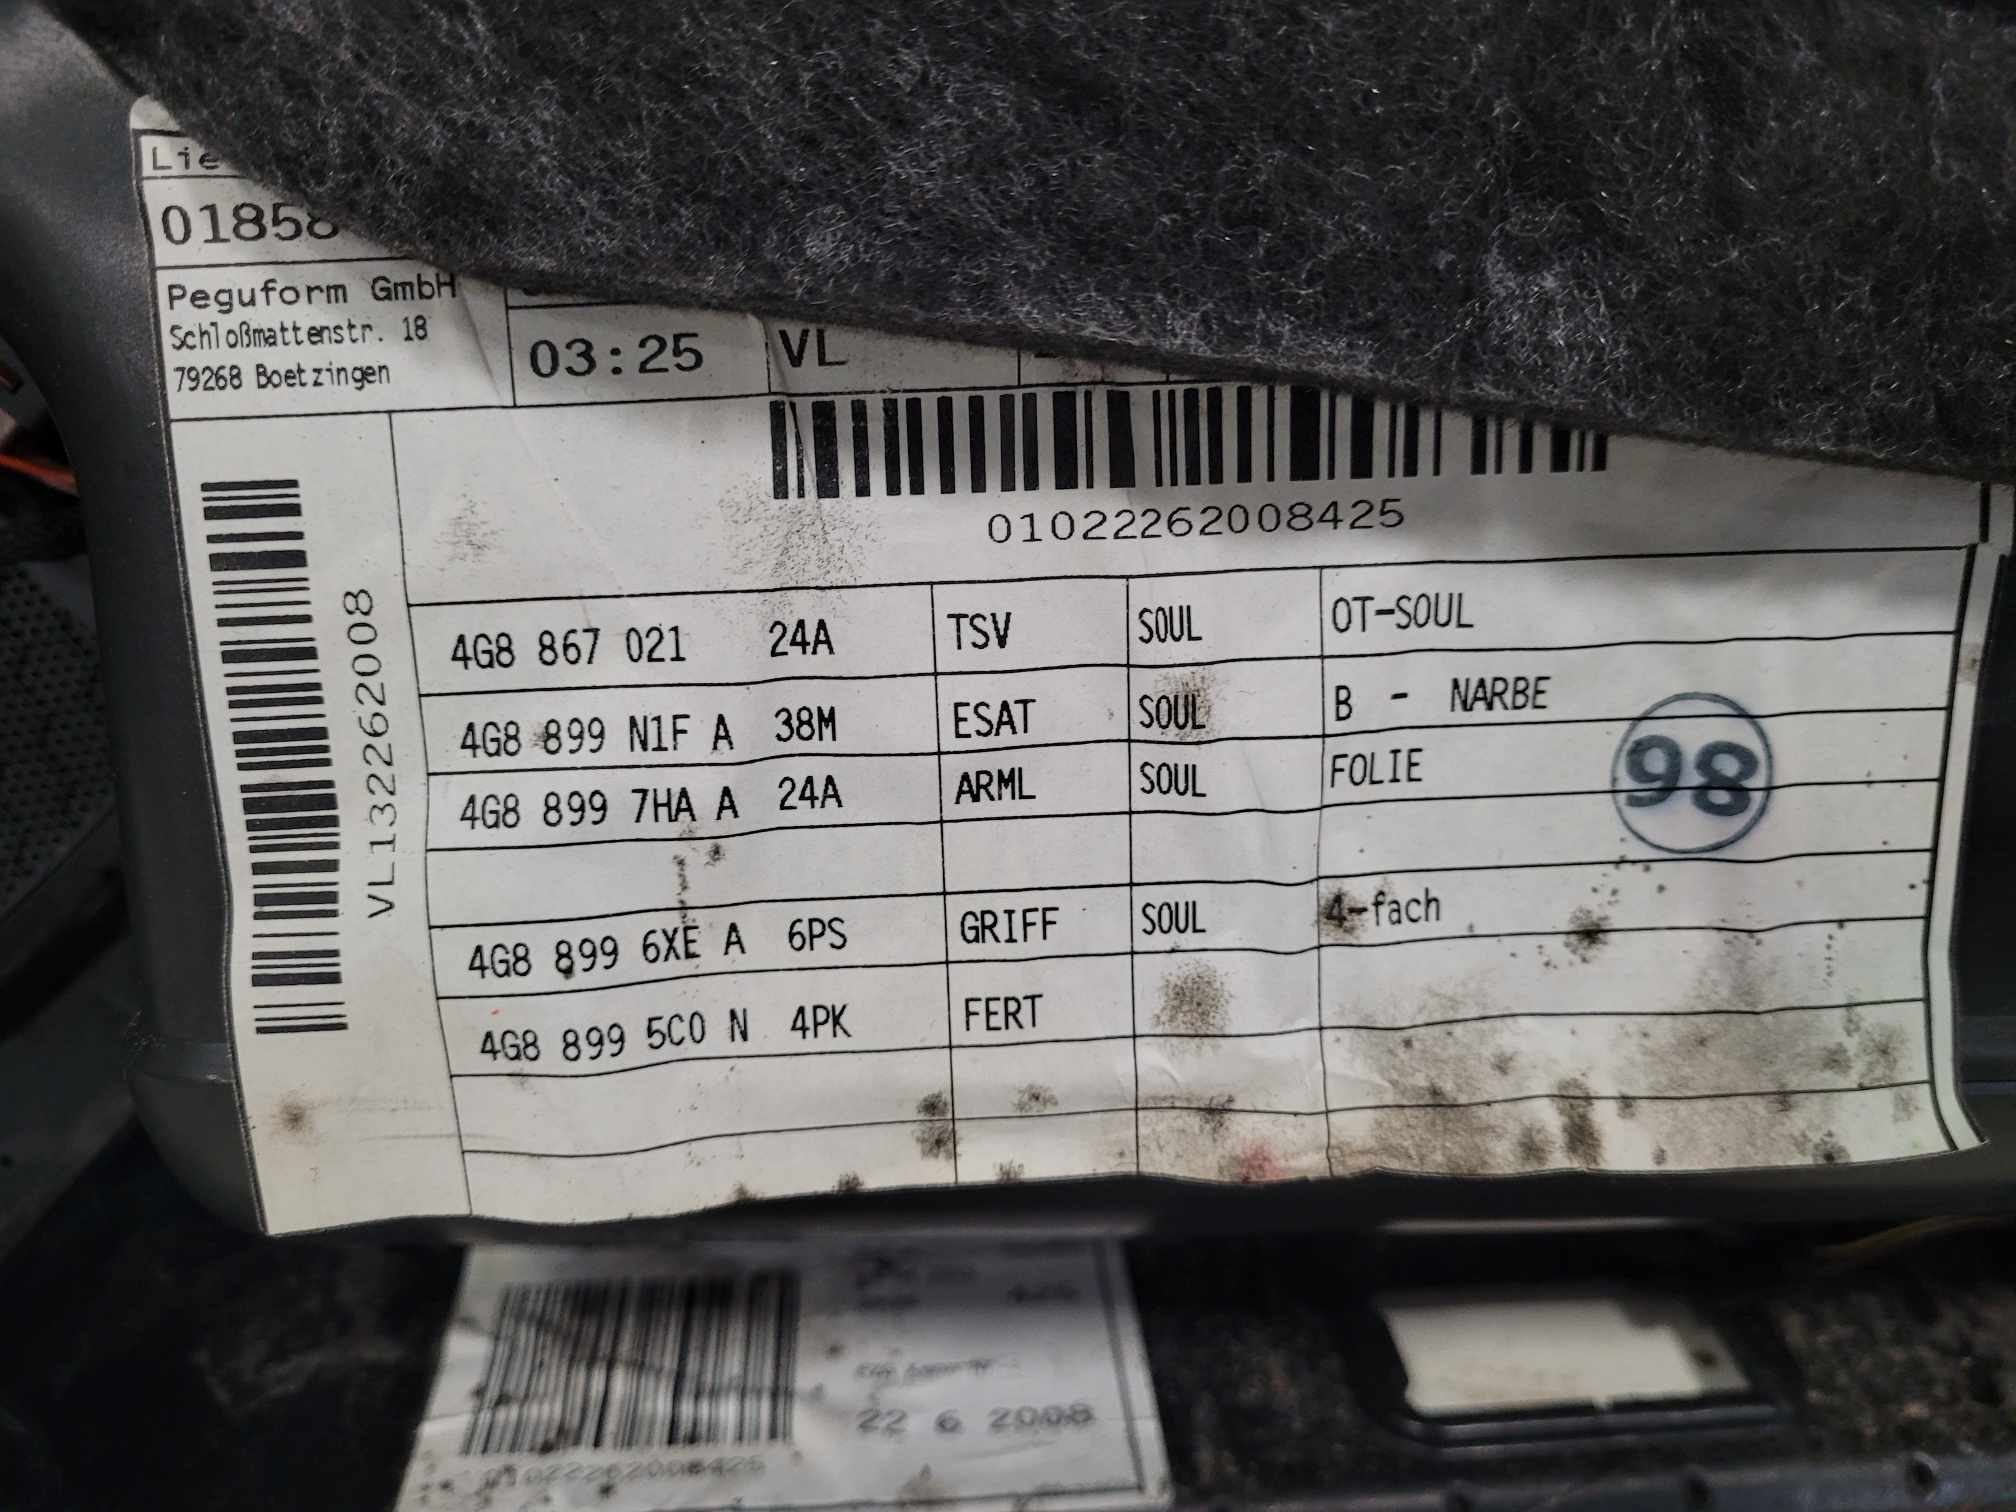 Lie
01858
Peguform GmbH
Schloßmattenstr. 18
79268 Boetzingen
03:25 VL
01022262008425
VL132262008
4G8 867 021 24A TSV SOUL OT-SOUL
4G8 899 N1F A 38M ESAT SOUL B - NARBE
4G8 899 7HA A 24A ARML SOUL FOLIE
98
4G8 899 6XE A 6PS GRIFF SOUL 4-fach
4G8 899 5C0 N 4PK FERT
22 6 2008
01022262008425